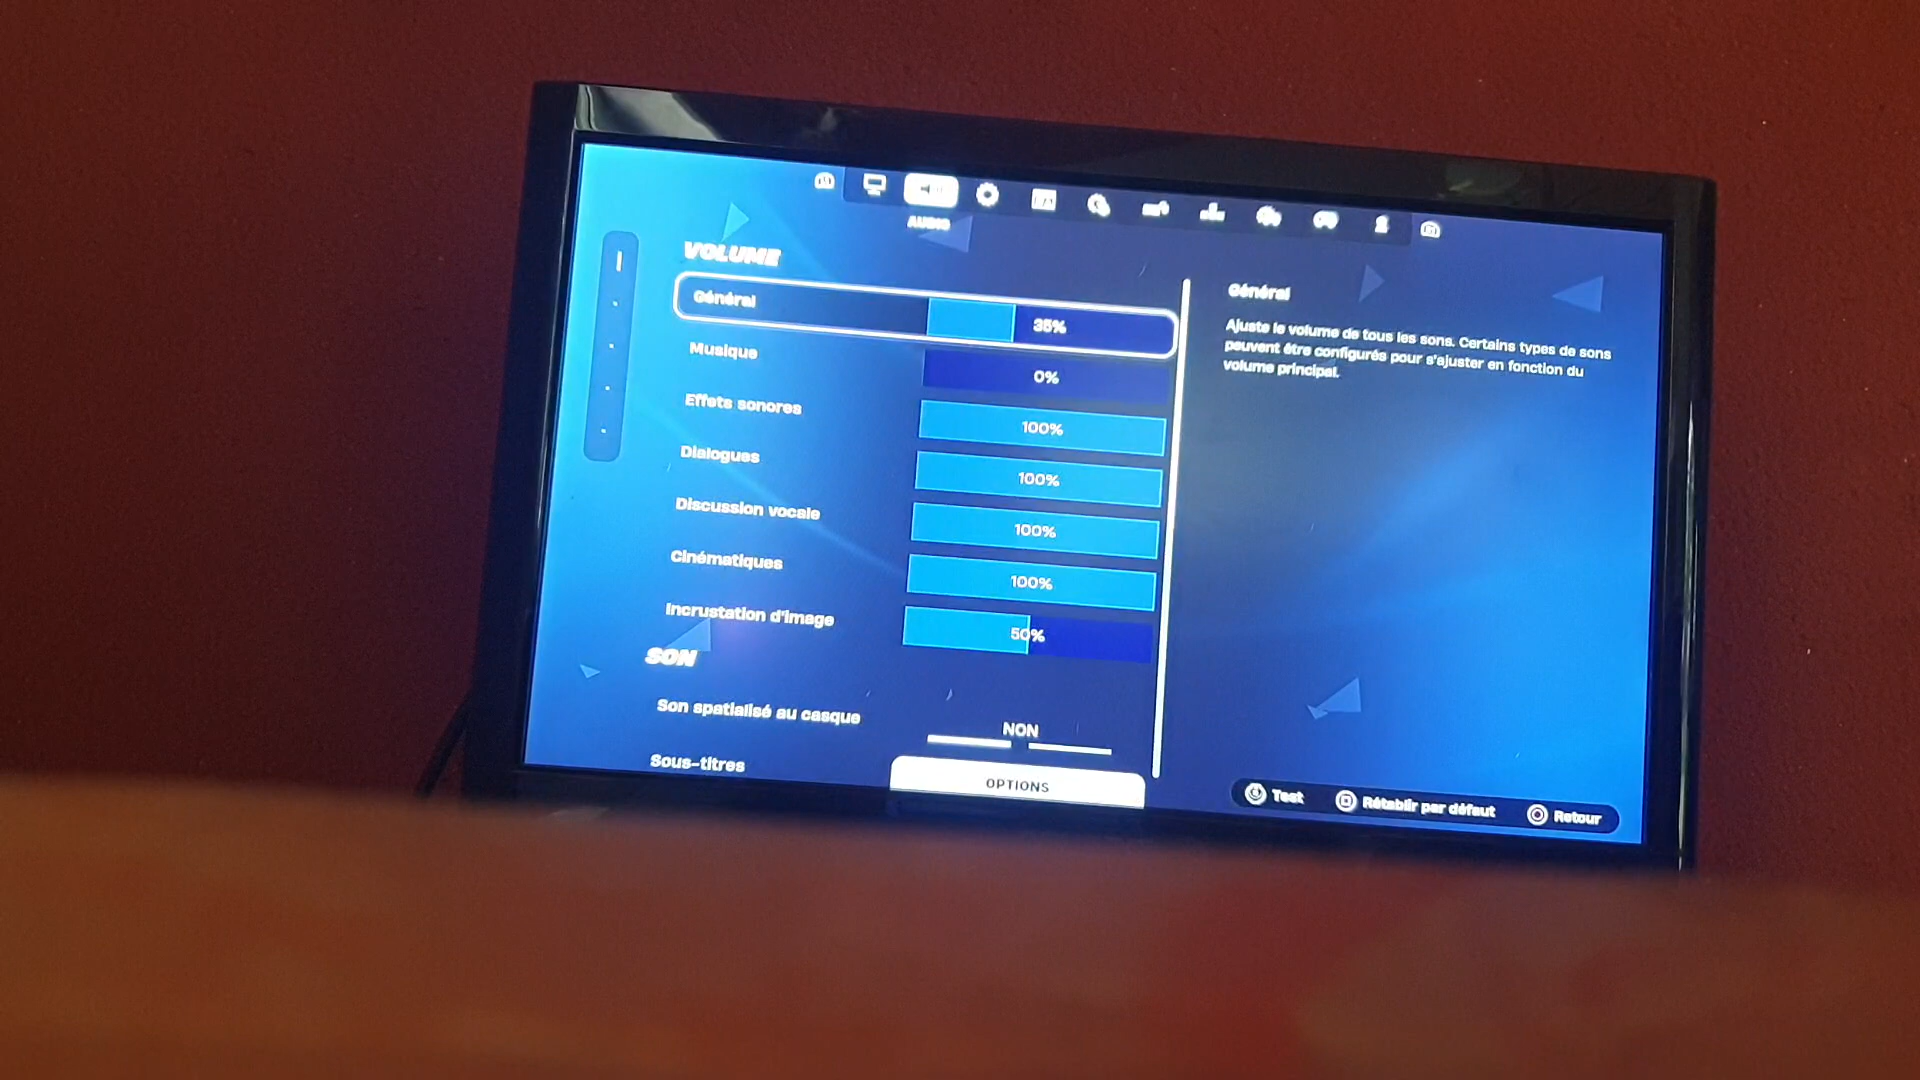 AUDIO
VOLUME
Général
35%
Musique
0%
Effets sonores
100%
Dialogues
100%
Discussion vocale
100%
Cinématiques
100%
Incrustation d'image
50%
SON
Son spatialisé au casque
NON
Sous-titres
OPTIONS
Général
Ajuste le volume de tous les sons. Certains types de sons
peuvent être configurés pour s'ajuster en fonction du
volume principal.
Test
Rétablir par défaut
Retour